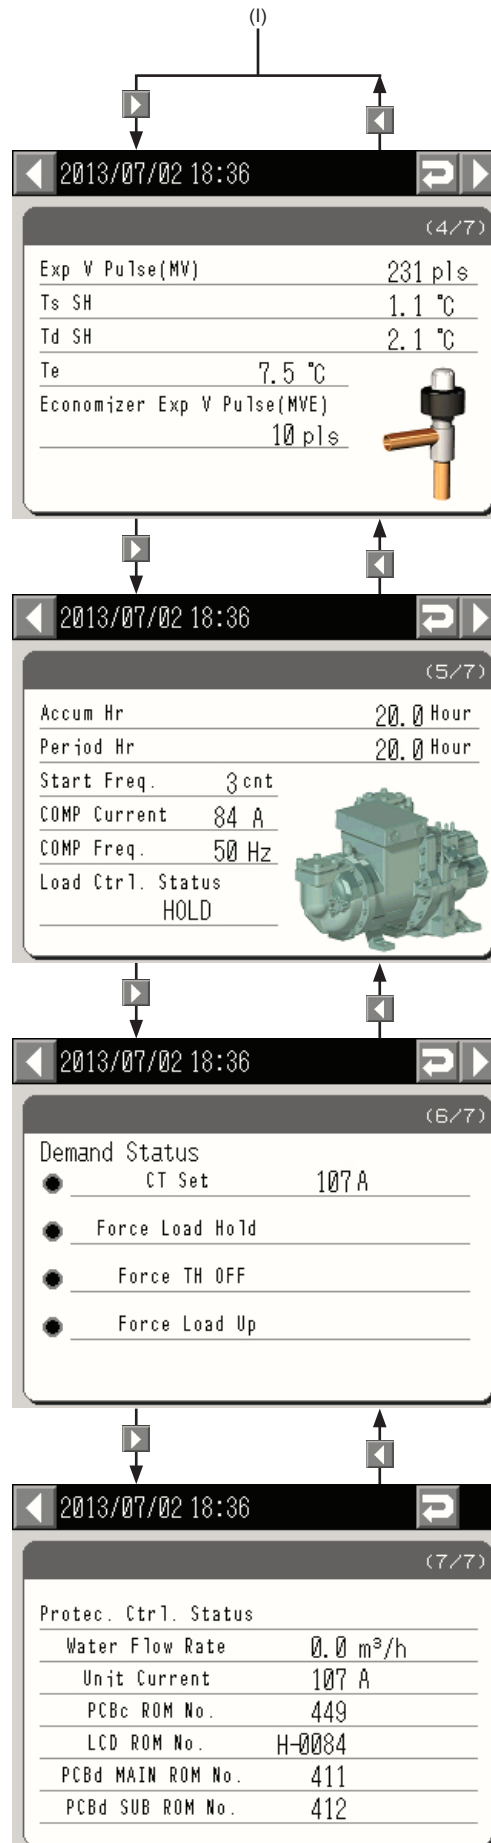 (I)
2013/07/02 18:36
(4/7)
Exp V Pulse(MV) 231 pls
Ts SH 1.1 °C
Td SH 2.1 °C
Te 7.5 °C
Economizer Exp V Pulse(MVE)
10 pls
2013/07/02 18:36
(5/7)
Accum Hr 20.0 Hour
Period Hr 20.0 Hour
Start Freq. 3 cnt
COMP Current 84 A
COMP Freq. 50 Hz
Load Ctrl. Status
HOLD
2013/07/02 18:36
(6/7)
Demand Status
CT Set 107 A
Force Load Hold
Force TH OFF
Force Load Up
2013/07/02 18:36
(7/7)
Protec. Ctrl. Status
Water Flow Rate 0.0 m³/h
Unit Current 107 A
PCBc ROM No. 449
LCD ROM No. H-0084
PCBd MAIN ROM No. 411
PCBd SUB ROM No. 412